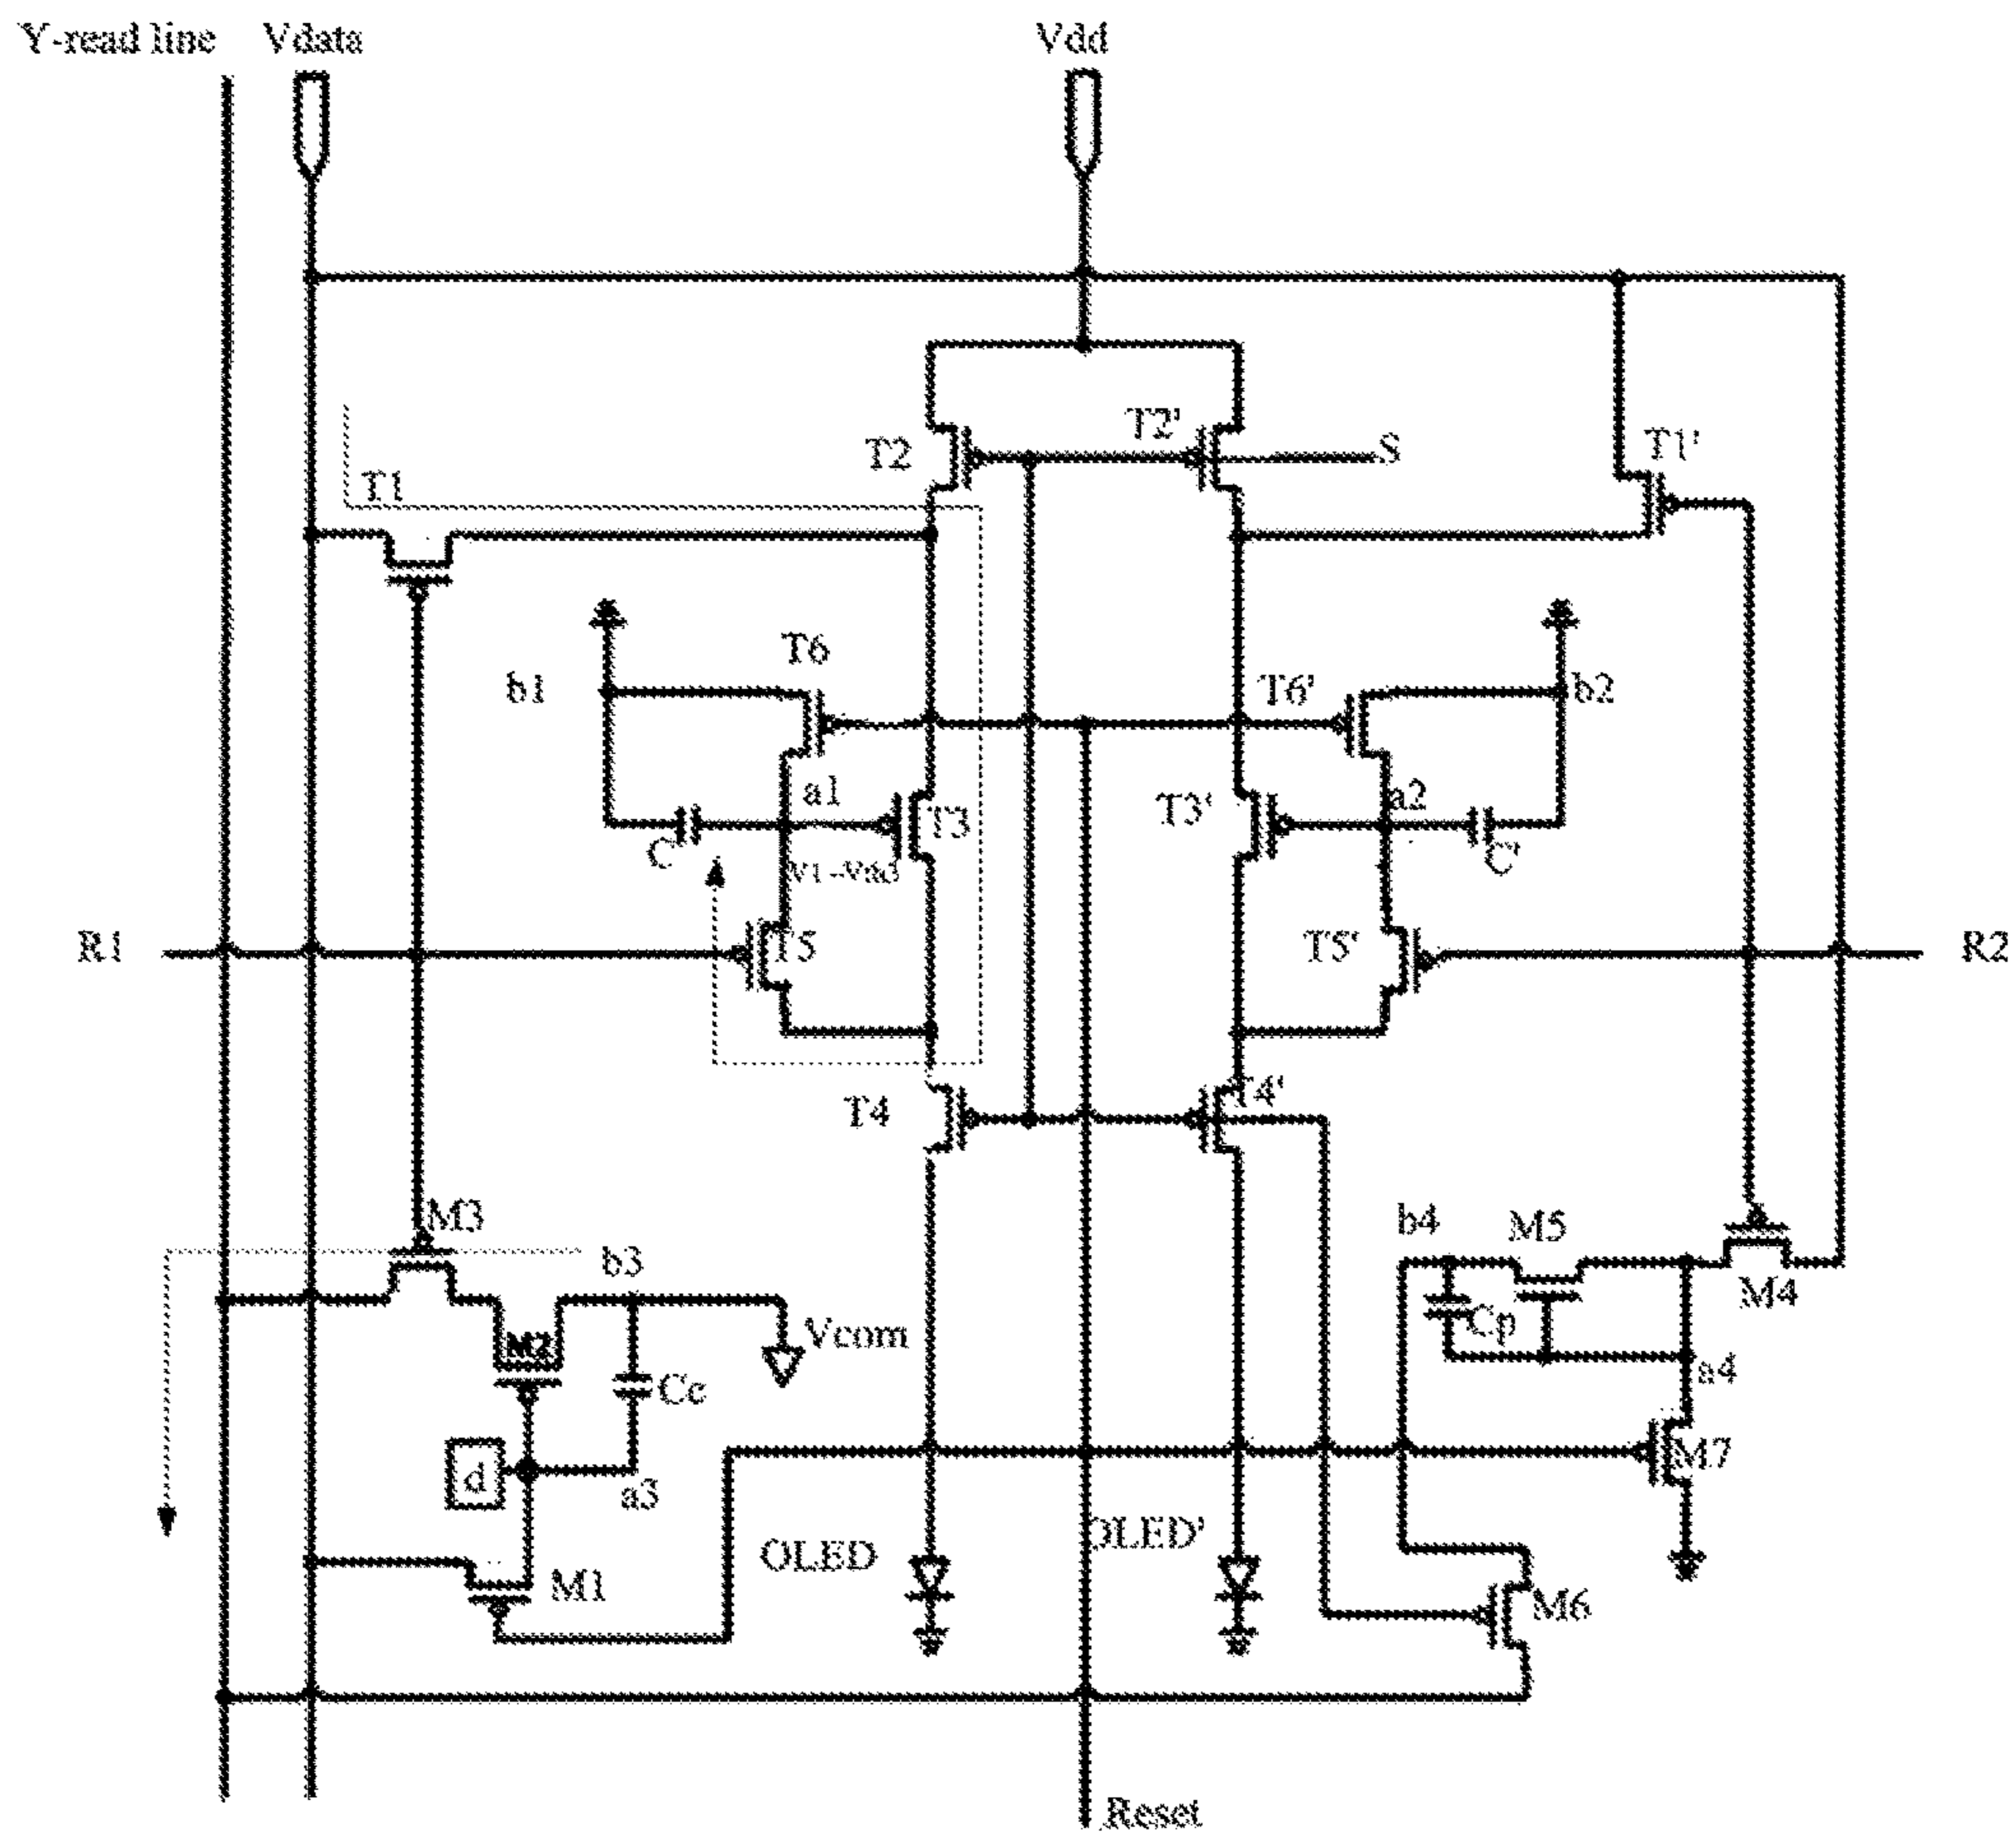 Y-read line Vdata Vdd
T2 T2' S T1'
T1
T6
b1 T6' b2
a1 a2
T3 T3'
C C'
R1 T5 T5' R2
T4 T4'
M3 b4 M5
b3
M4
M2 Vcom Cp
Cc a4
d a3 M7
OLED OLED'
M1 M6
Reset